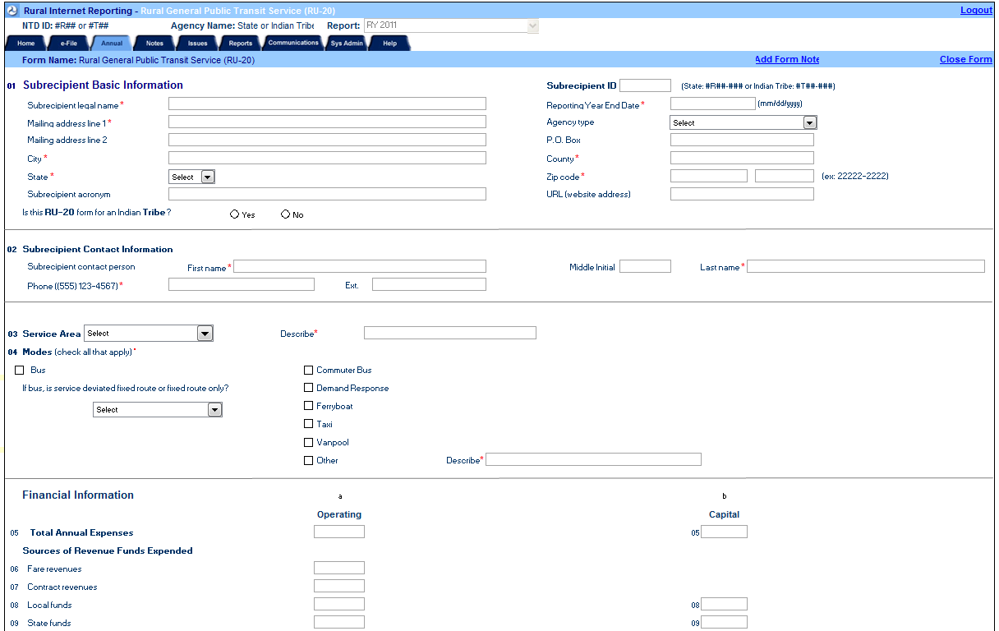 Rural Internet Reporting - Rural General Public Transit Service (RU-20) Logout
NTD ID: #R## or #T## Agency Name: State or Indian Tribe Report: RY 2011
Home e-File Annual Notes Issues Reports Communications Sys Admin Help
Form Name: Rural General Public Transit Service (RU-20) Add Form Note Close Form
01 Subrecipient Basic Information Subrecipient ID (State: #R##-### or Indian Tribe: #T##-###)
Subrecipient legal name* Reporting Year End Date* (mm/dd/yyyy)
Mailing address line 1* Agency type Select
Mailing address line 2 P.O. Box
City* County*
State* Select Zip code* (ex: 22222-2222)
Subrecipient acronym URL (website address)
Is this RU-20 form for an Indian Tribe? Yes No
02 Subrecipient Contact Information
Subrecipient contact person First name* Middle Initial Last name*
Phone ((555) 123-4567)* Ext.
03 Service Area Select Describe*
04 Modes (check all that apply)*
Bus Commuter Bus
If bus, is service deviated fixed route or fixed route only? Demand Response
Select Ferryboat
Taxi
Vanpool
Other Describe*
Financial Information a b
Operating Capital
05 Total Annual Expenses 05
Sources of Revenue Funds Expended
06 Fare revenues
07 Contract revenues
08 Local funds 08
09 State funds 09